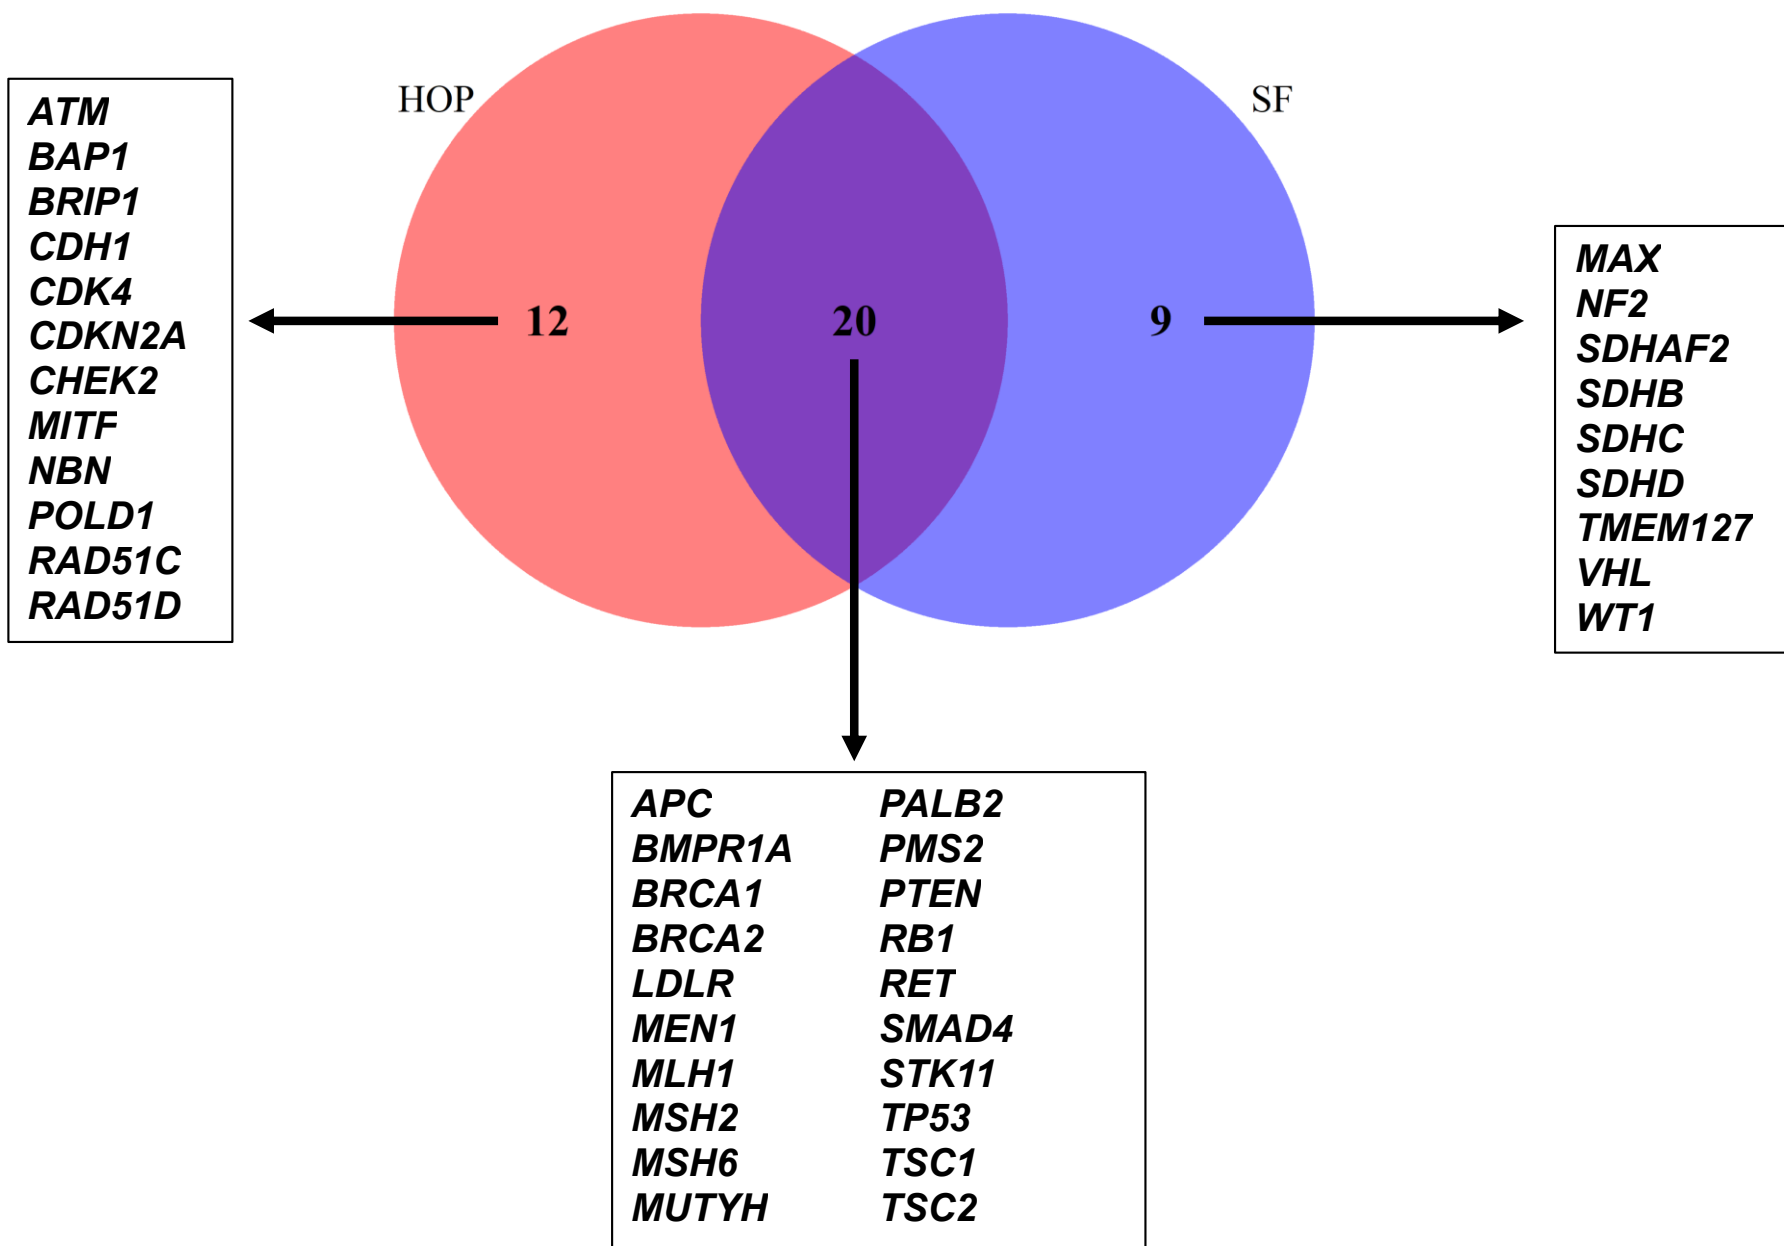 HOP
SF
ATM
BAP1
BRIP1
CDH1
CDK4
CDKN2A
CHEK2
MITF
NBN
POLD1
RAD51C
RAD51D
12
20
9
MAX
NF2
SDHAF2
SDHB
SDHC
SDHD
TMEM127
VHL
WT1
APC
BMPR1A
BRCA1
BRCA2
LDLR
MEN1
MLH1
MSH2
MSH6
MUTYH
PALB2
PMS2
PTEN
RB1
RET
SMAD4
STK11
TP53
TSC1
TSC2